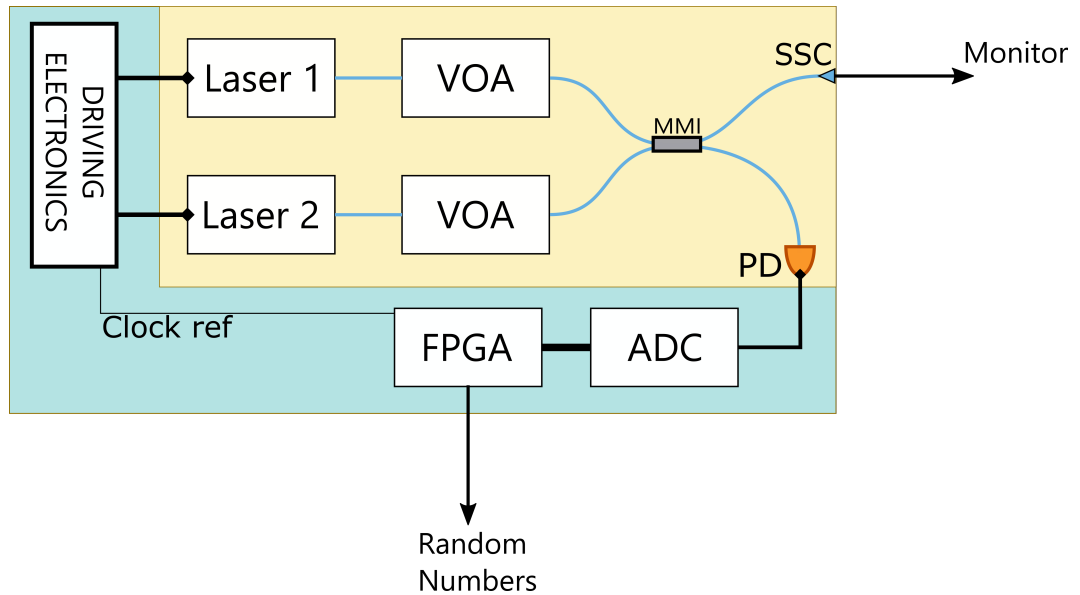 DRIVING
ELECTRONICS
Laser 1
VOA
SSC
Monitor
MMI
Laser 2
VOA
PD
Clock ref
FPGA
ADC
Random
Numbers